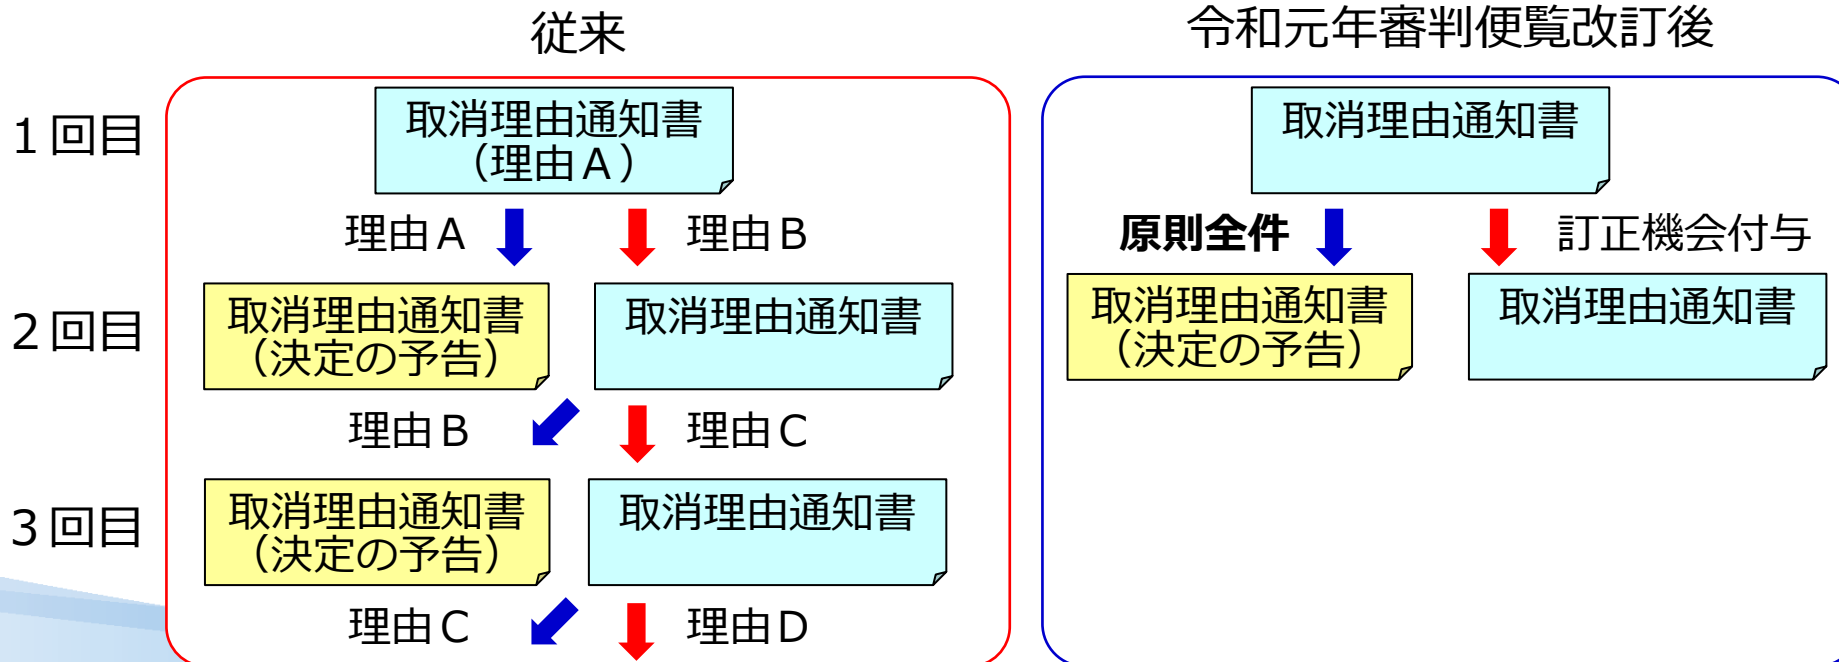 従来
令和元年審判便覧改訂後
１回目
取消理由通知書
（理由Ａ）
取消理由通知書
理由Ａ
理由Ｂ
原則全件
訂正機会付与
２回目
取消理由通知書
（決定の予告）
取消理由通知書
取消理由通知書
（決定の予告）
取消理由通知書
理由Ｂ
理由Ｃ
３回目
取消理由通知書
（決定の予告）
取消理由通知書
理由Ｃ
理由Ｄ